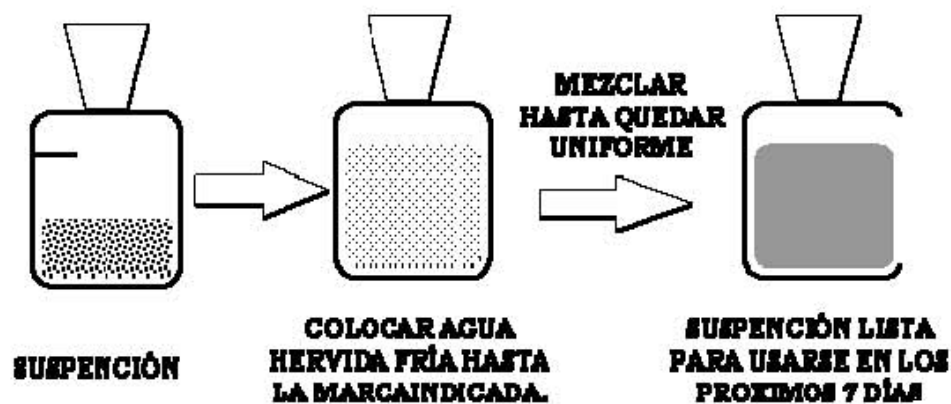 SUSPENCIÓN
COLOCAR AGUA
HERVIDA FRÍA HASTA
LA MARCAINDICADA.
MEZCLAR
HASTA QUEDAR
UNIFORME
SUSPENCIÓN LISTA
PARA USARSE EN LOS
PROXIMOS 7 DÍAS